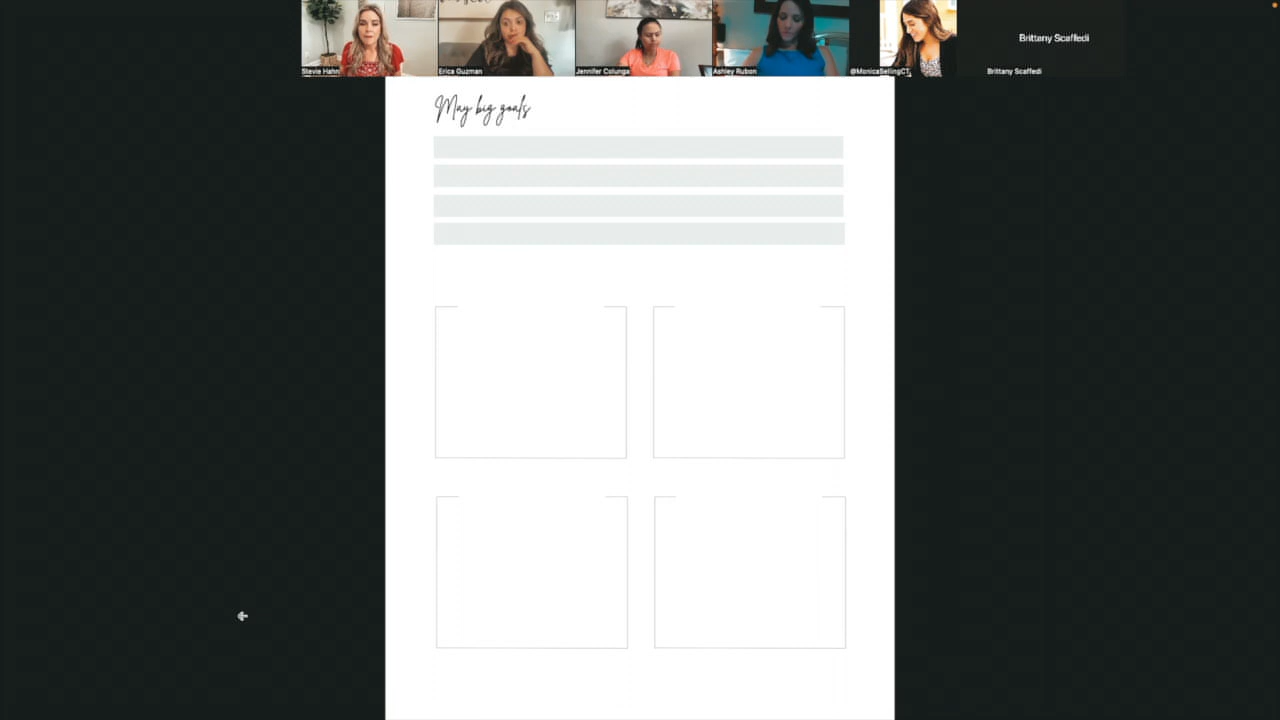 Brittany Scaffedi
Stevie Hahn
Erica Guzman
Jennifer Colunga
Ashley Rubon
@MonicaSellingCT
Brittany Scaffedi
May big goals